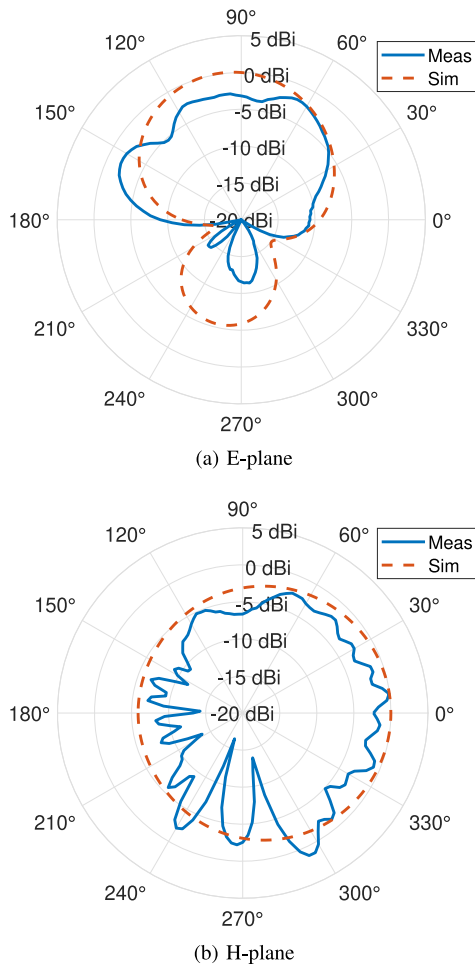 90°
120° 5 dBi 60°
Meas
Sim
0 dBi
150° -5 dBi 30°
-10 dBi
-15 dBi
180° -20 dBi 0°
210° 330°
240° 300°
270°
(a) E-plane
90°
120° 5 dBi 60°
Meas
Sim
0 dBi
150° -5 dBi 30°
-10 dBi
-15 dBi
180° -20 dBi 0°
210° 330°
240° 300°
270°
(b) H-plane